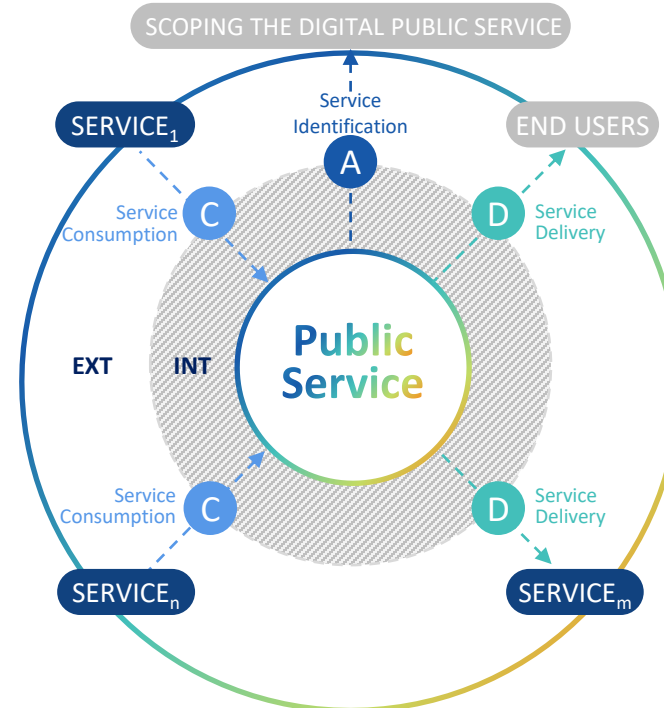 SCOPING THE DIGITAL PUBLIC SERVICE
Service
Identification
SERVICE₁
END USERS
A
C
D
Service
Consumption
Service
Delivery
Public
Service
EXT
INT
Service
Consumption
C
D
Service
Delivery
SERVICEₙ
SERVICEₘ